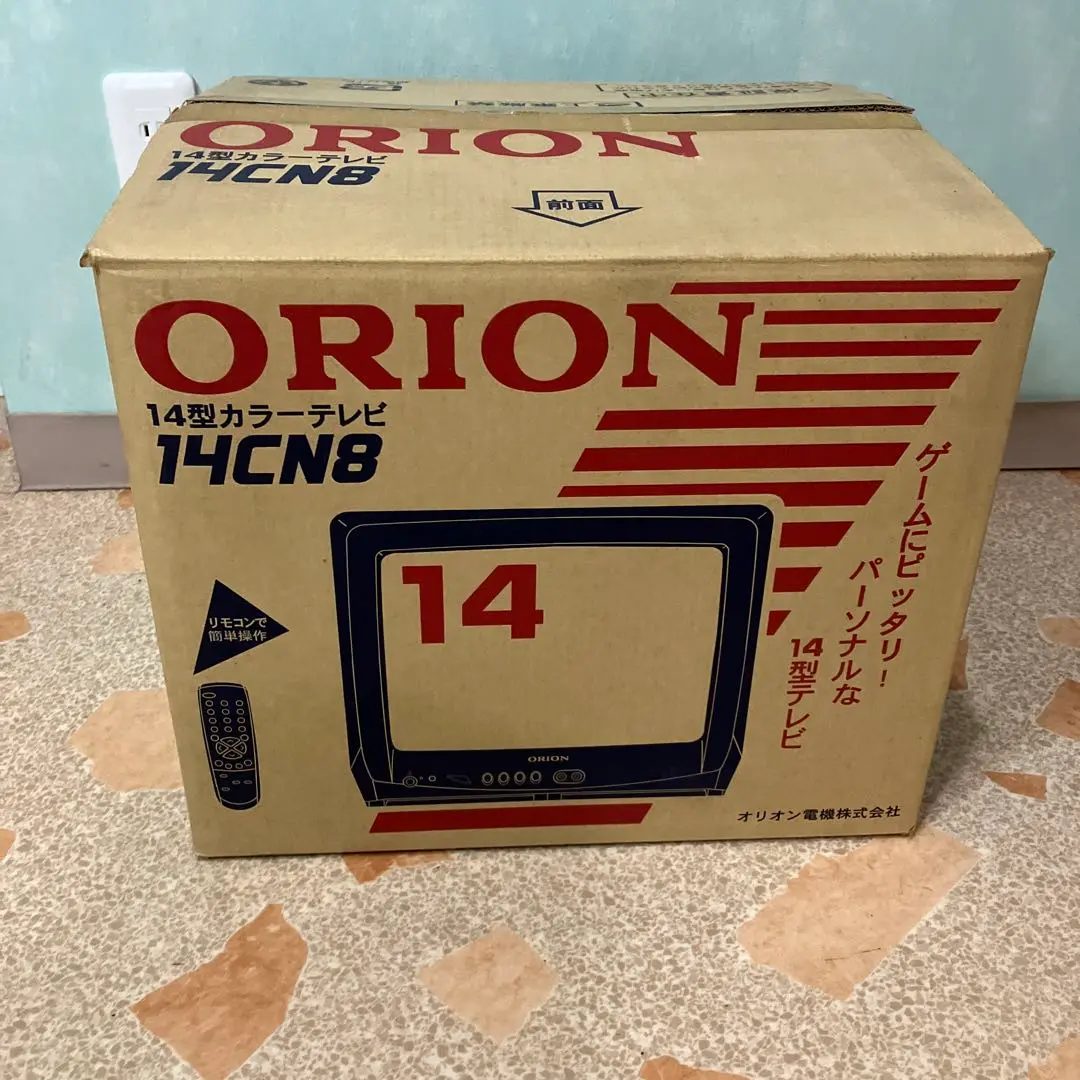 ORION
14型カラーテレビ
14CN8
前面
ORION
14型カラーテレビ
14CN8
ゲームにピッタリ!
パーソナルな
14型テレビ
14
リモコンで
簡単操作
ORION
オリオン電機株式会社